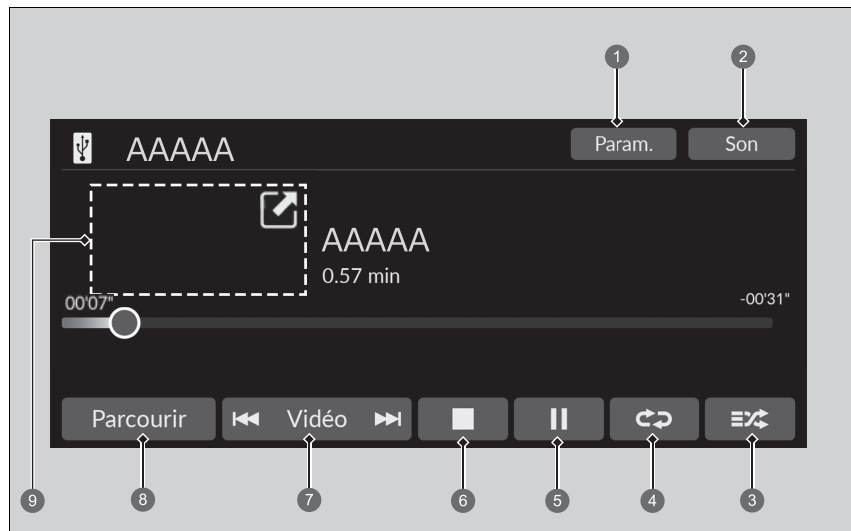 1 2
AAAAA Param. Son
AAAAA
0.57 min
00'07" -00'31"
Parcourir Vidéo
9 8 7 6 5 4 3